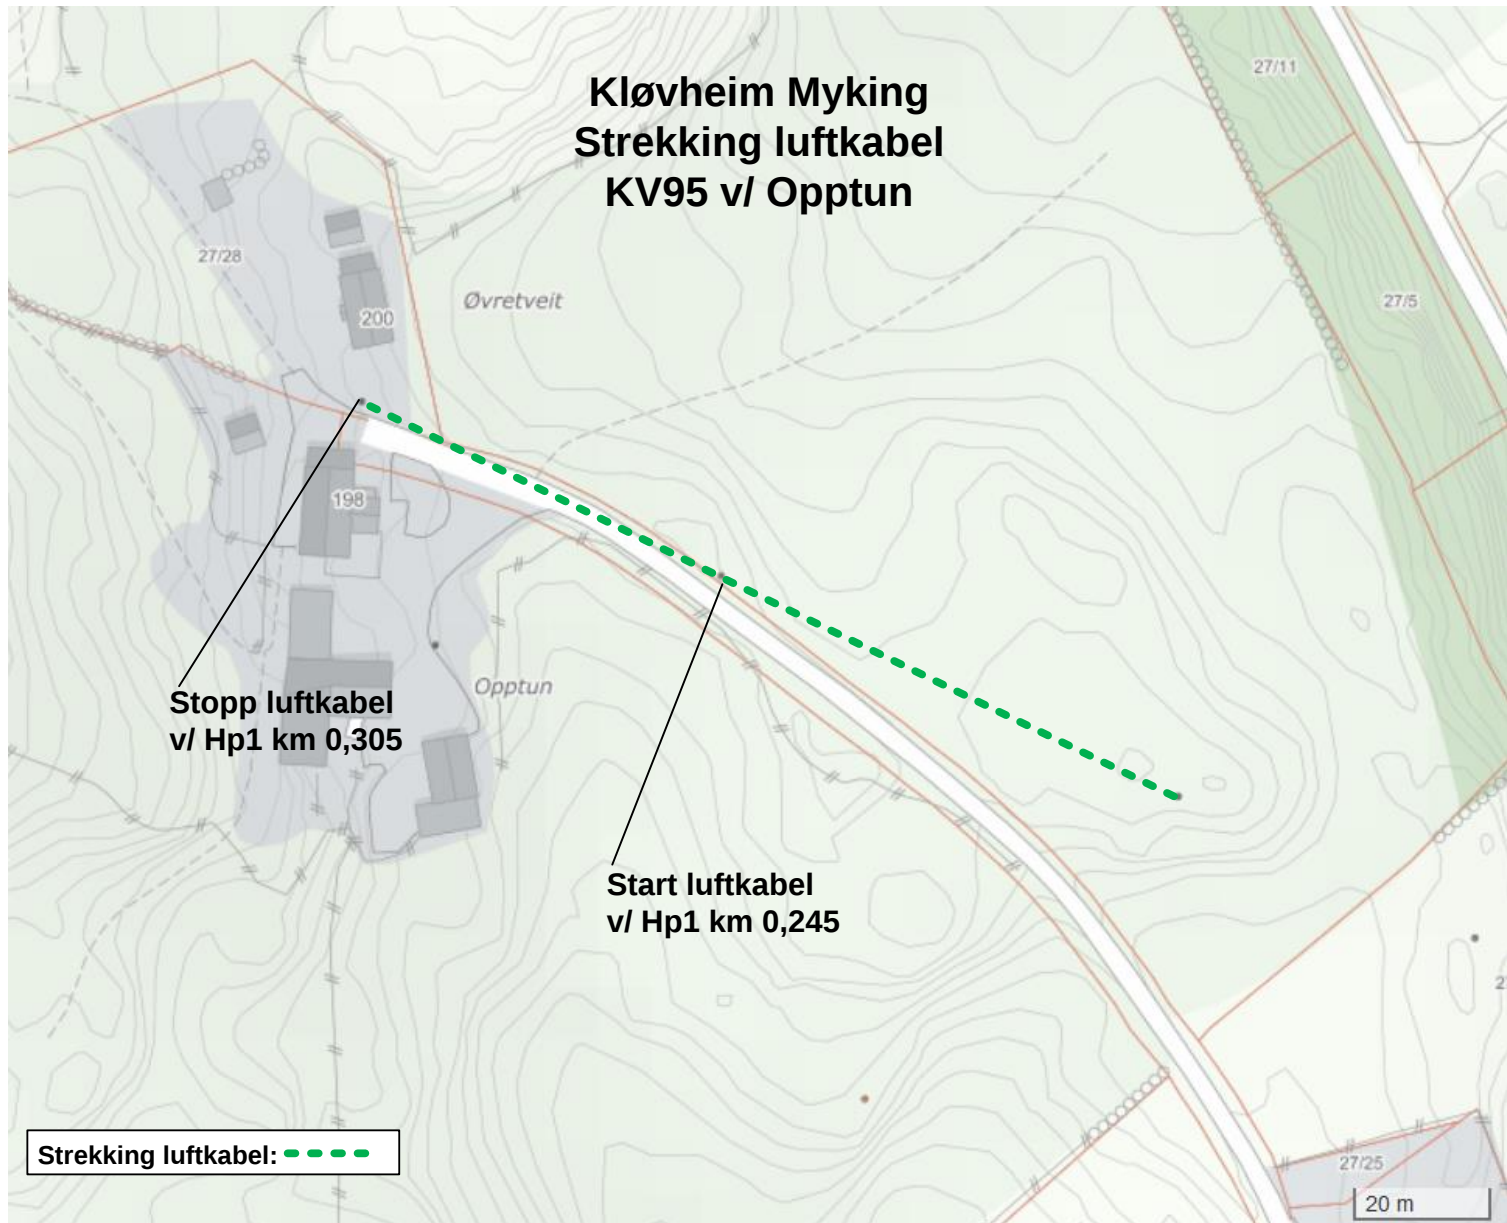 Kløvheim Myking
Strekking luftkabel
KV95 v/ Opptun
27/11
27/28
Øvretveit
27/5
200
198
Opptun
Stopp luftkabel
v/ Hp1 km 0,305
Start luftkabel
v/ Hp1 km 0,245
2
Strekking luftkabel:
27/25
20 m